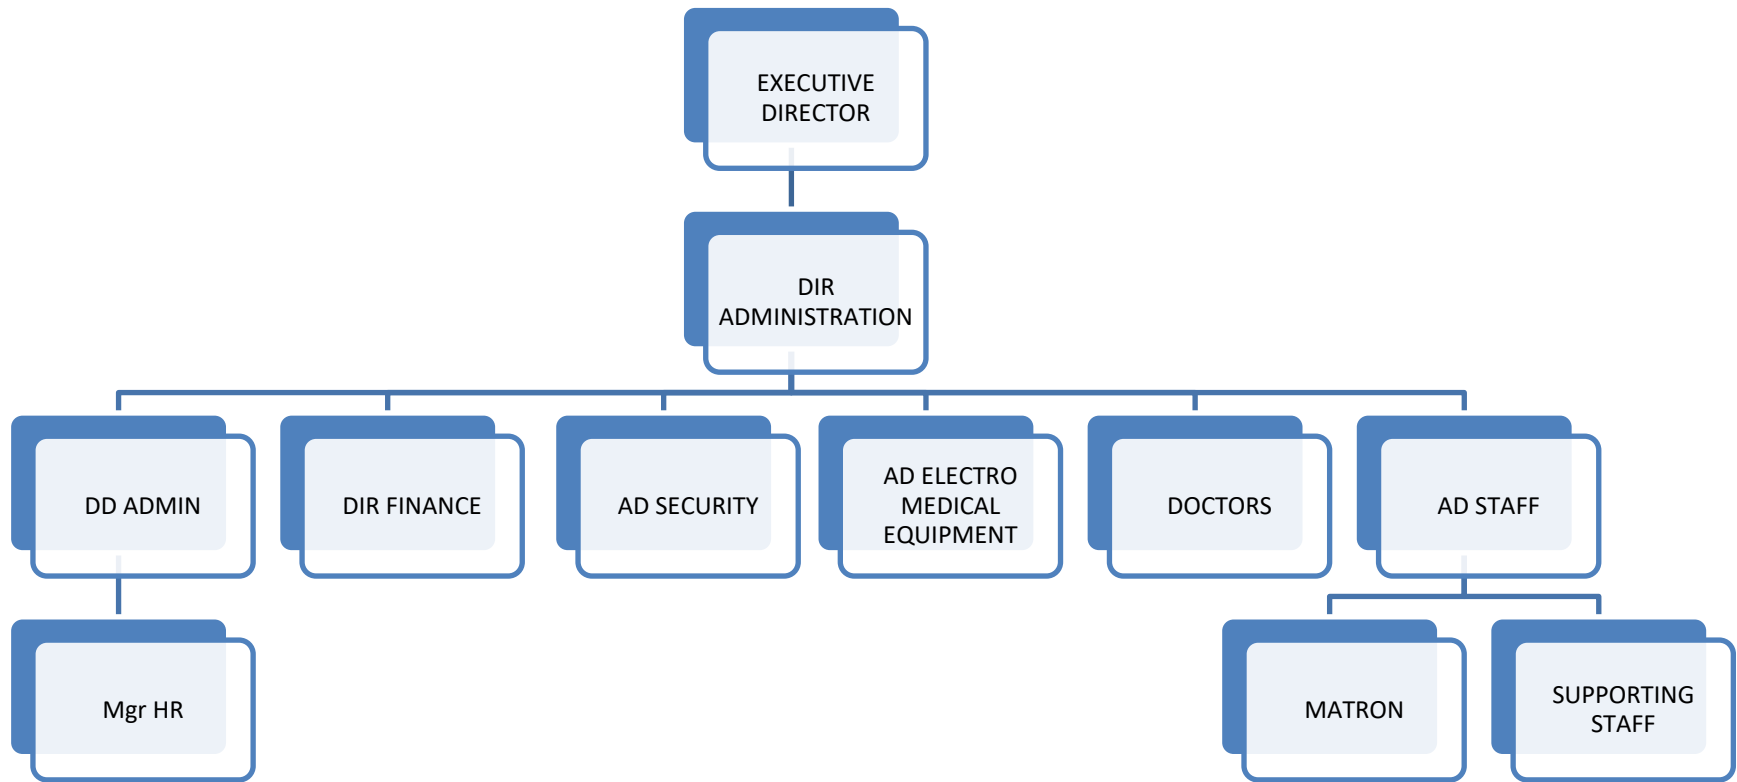 EXECUTIVE
DIRECTOR
DIR
ADMINISTRATION
DD ADMIN
DIR FINANCE
AD SECURITY
AD ELECTRO
MEDICAL
EQUIPMENT
DOCTORS
AD STAFF
Mgr HR
MATRON
SUPPORTING
STAFF